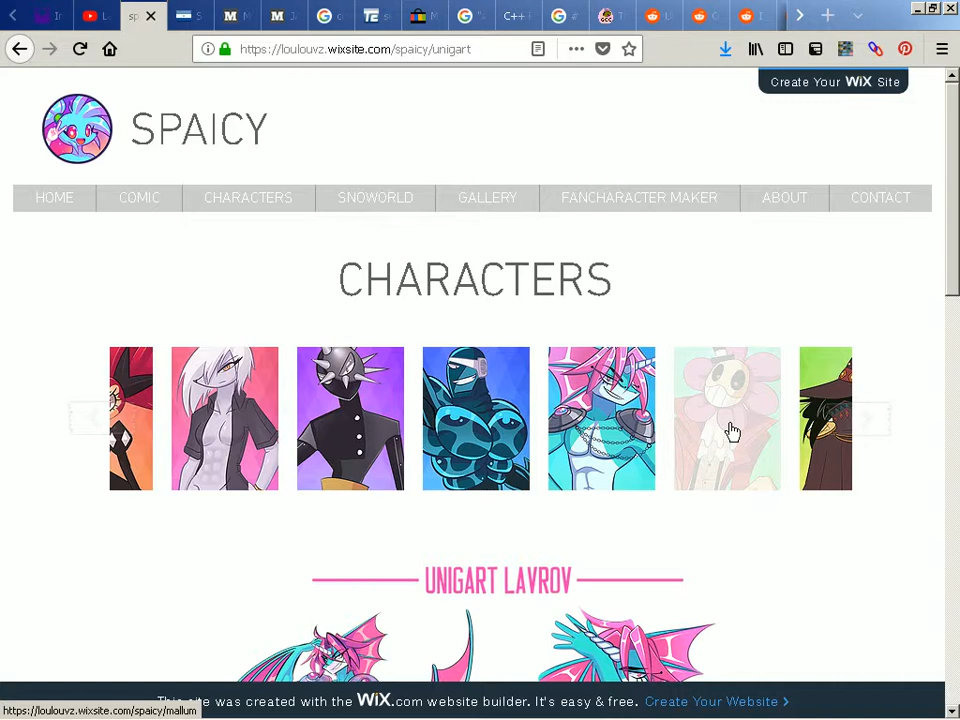 sp
https://loulouvz.wixsite.com/spaicy/unigart
Create Your WiX Site
SPAICY
HOME
COMIC
CHARACTERS
SNOWORLD
GALLERY
FANCHARACTER MAKER
ABOUT
CONTACT
CHARACTERS
UNIGART LAVROV
This site was created with the WiX.com website builder. It's easy & free. Create Your Website >
https://loulouvz.wixsite.com/spaicy/mallum